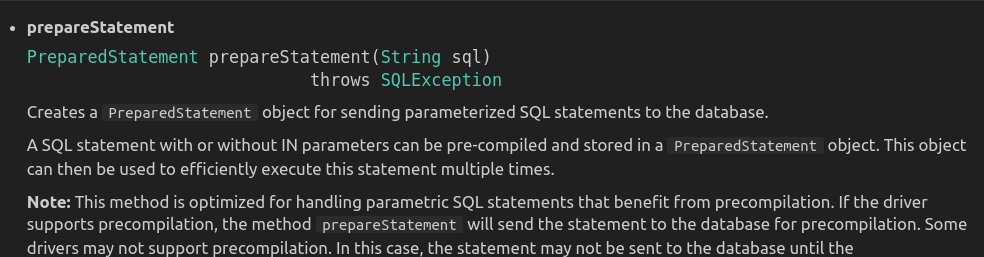 • prepareStatement
PreparedStatement prepareStatement(String sql)
throws SQLException
Creates a PreparedStatement object for sending parameterized SQL statements to the database.
A SQL statement with or without IN parameters can be pre-compiled and stored in a PreparedStatement object. This object
can then be used to efficiently execute this statement multiple times.
Note: This method is optimized for handling parametric SQL statements that benefit from precompilation. If the driver
supports precompilation, the method prepareStatement will send the statement to the database for precompilation. Some
drivers may not support precompilation. In this case, the statement may not be sent to the database until the